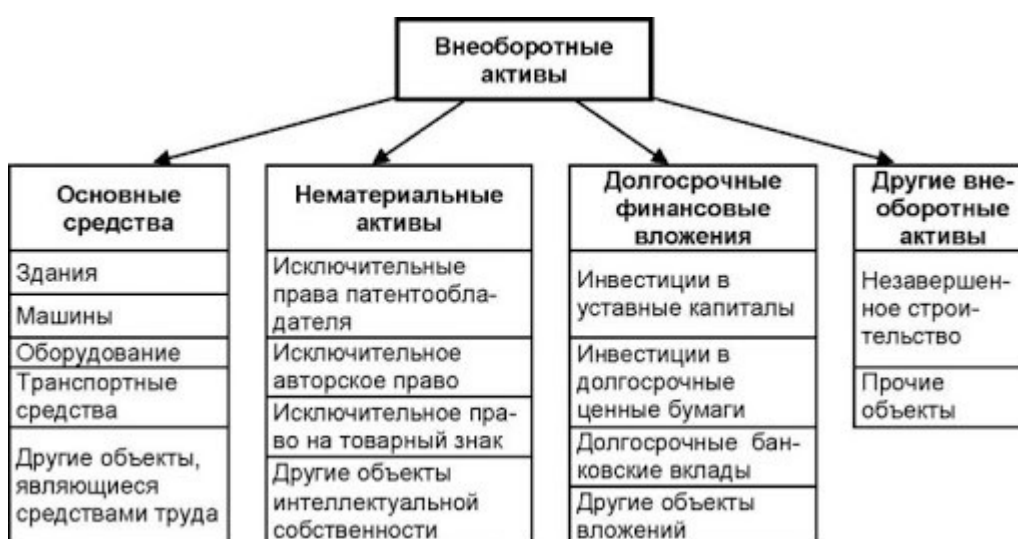 Внеоборотные
активы
Основные
средства
Здания
Машины
Оборудование
Транспортные
средства
Другие объекты,
являющиеся
средствами труда
Нематериальные
активы
Исключительные
права патентообла-
дателя
Исключительное
авторское право
Исключительное пра-
во на товарный знак
Другие объекты
интеллектуальной
собственности
Долгосрочные
финансовые
вложения
Инвестиции в
уставные капиталы
Инвестиции в
долгосрочные
ценные бумаги
Долгосрочные бан-
ковские вклады
Другие объекты
вложений
Другие вне-
оборотные
активы
Незавершен-
ное строи-
тельство
Прочие
объекты